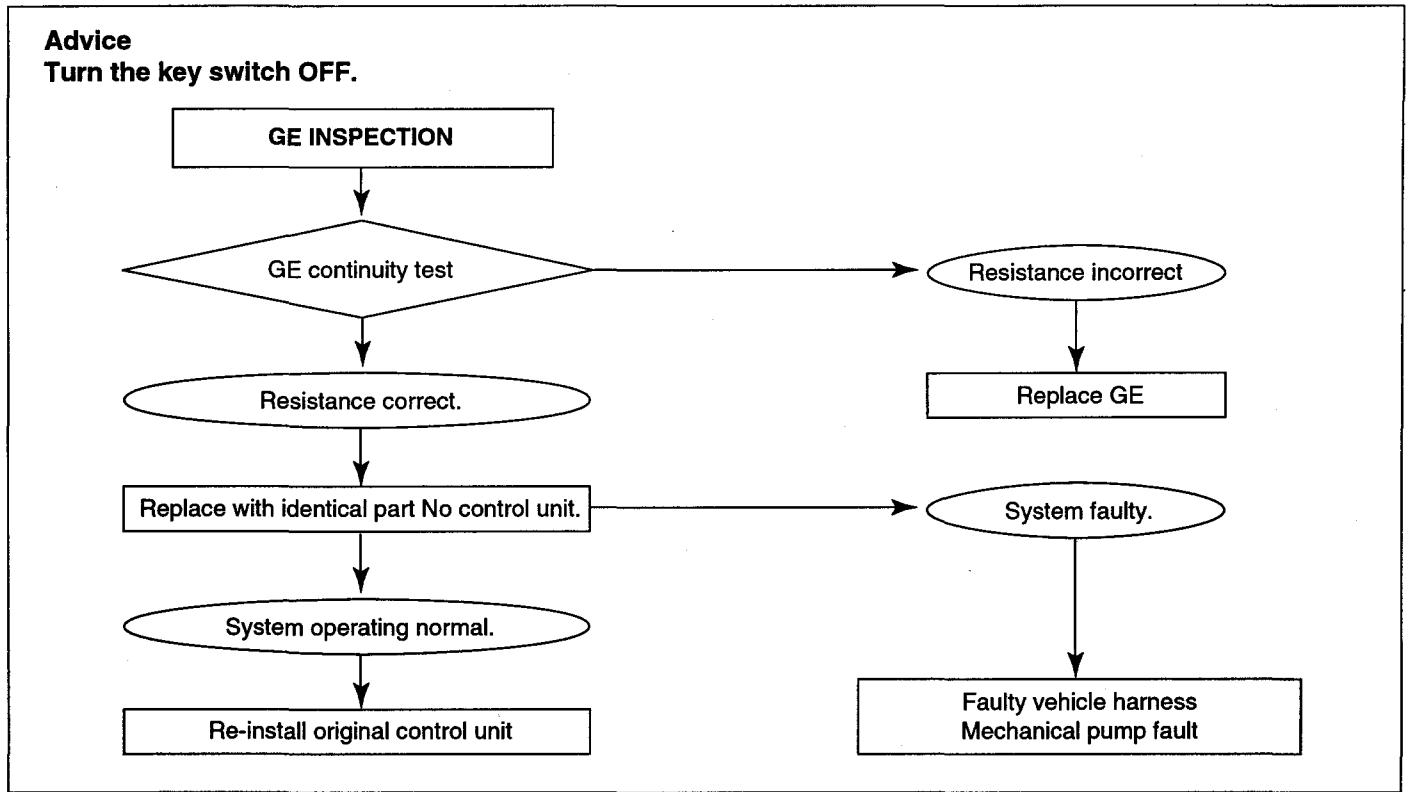 Advice
Turn the key switch OFF.
GE INSPECTION
GE continuity test
Resistance incorrect
Replace GE
Resistance correct.
Replace with identical part No control unit.
System faulty.
System operating normal.
Re-install original control unit
Faulty vehicle harness
Mechanical pump fault